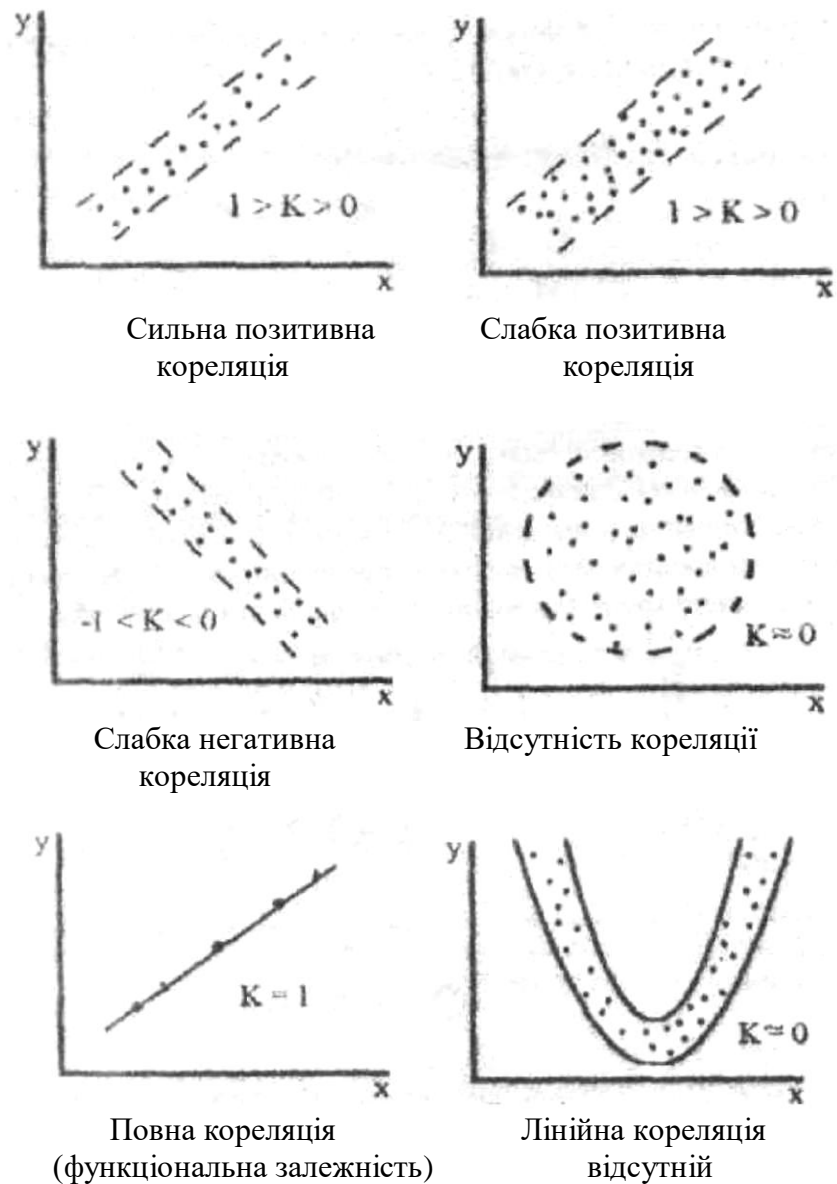 y
y
1 > K > 0
1 > K > 0
x
x
Сильна позитивна
кореляція
Слабка позитивна
кореляція
y
y
-1 < K < 0
K ≈ 0
x
x
Слабка негативна
кореляція
Відсутність кореляції
y
y
K = 1
K ≈ 0
x
x
Повна кореляція
(функціональна залежність)
Лінійна кореляція
відсутній